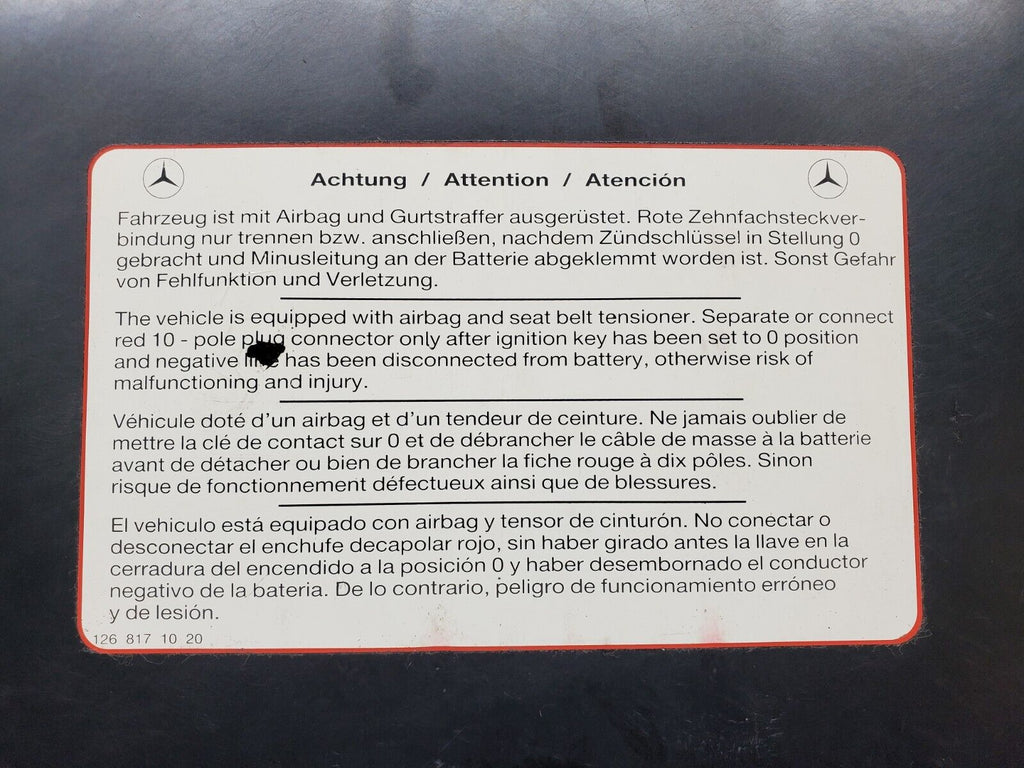 Achtung / Attention / Atención
Fahrzeug ist mit Airbag und Gurtstraffer ausgerüstet. Rote Zehnfachsteckver-
bindung nur trennen bzw. anschließen, nachdem Zündschlüssel in Stellung 0
gebracht und Minusleitung an der Batterie abgeklemmt worden ist. Sonst Gefahr
von Fehlfunktion und Verletzung.
The vehicle is equipped with airbag and seat belt tensioner. Separate or connect
red 10 - pole plug connector only after ignition key has been set to 0 position
and negative has been disconnected from battery, otherwise risk of
malfunctioning and injury.
Véhicule doté d'un airbag et d'un tendeur de ceinture. Ne jamais oublier de
mettre la clé de contact sur 0 et de débrancher le câble de masse à la batterie
avant de détacher ou bien de brancher la fiche rouge à dix pôles. Sinon
risque de fonctionnement défectueux ainsi que de blessures.
El vehiculo está equipado con airbag y tensor de cinturón. No conectar o
desconectar el enchufe decapolar rojo, sin haber girado antes la llave en la
cerradura del encendido a la posición 0 y haber desembornado el conductor
negativo de la bateria. De lo contrario, peligro de funcionamiento erróneo
y de lesión.
126 817 10 20